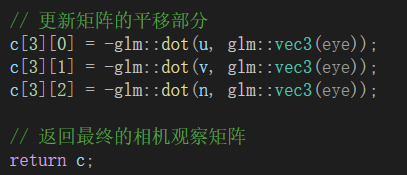 // 更新矩阵的平移部分
c[3][0] = -glm::dot(u, glm::vec3(eye));
c[3][1] = -glm::dot(v, glm::vec3(eye));
c[3][2] = -glm::dot(n, glm::vec3(eye));
// 返回最终的相机观察矩阵
return c;